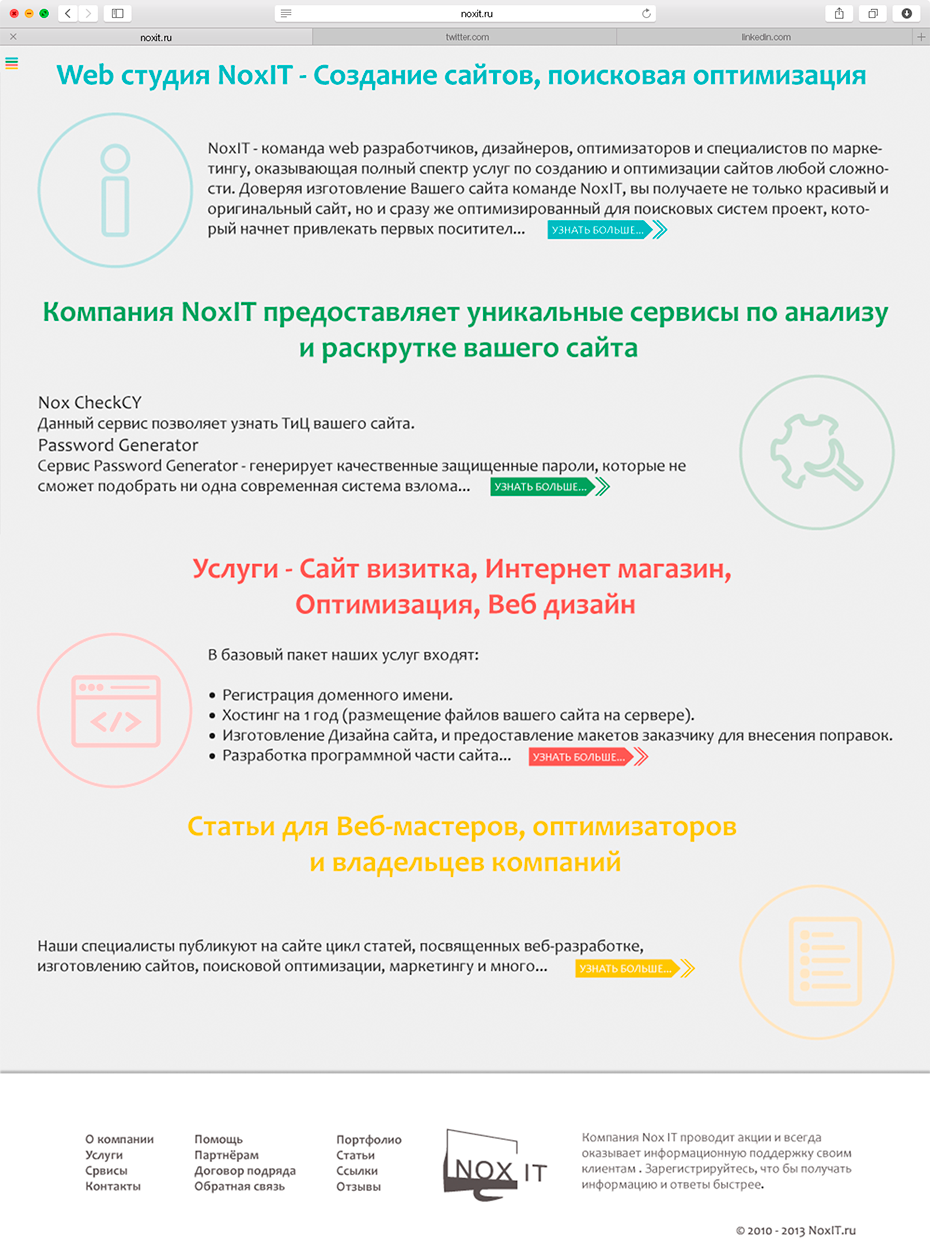 noxit.ru
noxit.ru
twitter.com
linkedin.com
Web студия NoxIT - Создание сайтов, поисковая оптимизация
NoxIT - команда web разработчиков, дизайнеров, оптимизаторов и специалистов по марке-
тингу, оказывающая полный спектр услуг по созданию и оптимизации сайтов любой сложно-
сти. Доверяя изготовление Вашего сайта команде NoxIT, вы получаете не только красивый и
оригинальный сайт, но и сразу же оптимизированный для поисковых систем проект, кото-
рый начнет привлекать первых поситител... УЗНАТЬ БОЛЬШЕ...
Компания NoxIT предоставляет уникальные сервисы по анализу
и раскрутке вашего сайта
Nox CheckCY
Данный сервис позволяет узнать ТиЦ вашего сайта.
Password Generator
Сервис Password Generator - генерирует качественные защищенные пароли, которые не
сможет подобрать ни одна современная система взлома... УЗНАТЬ БОЛЬШЕ...
Услуги - Сайт визитка, Интернет магазин,
Оптимизация, Веб дизайн
В базовый пакет наших услуг входят:
• Регистрация доменного имени.
• Хостинг на 1 год (размещение файлов вашего сайта на сервере).
• Изготовление Дизайна сайта, и предоставление макетов заказчику для внесения поправок.
• Разработка программной части сайта... УЗНАТЬ БОЛЬШЕ...
Статьи для Веб-мастеров, оптимизаторов
и владельцев компаний
Наши специалисты публикуют на сайте цикл статей, посвященных веб-разработке,
изготовлению сайтов, поисковой оптимизации, маркетингу и много... УЗНАТЬ БОЛЬШЕ...
О компании
Услуги
Срвисы
Контакты
Помощь
Партнёрам
Договор подряда
Обратная связь
Портфолио
Статьи
Ссылки
Отзывы
NOX IT
Компания Nox IT проводит акции и всегда
оказывает информационную поддержку своим
клиентам . Зарегистрируйтесь, что бы получать
информацию и ответы быстрее.
© 2010 - 2013 NoxIT.ru